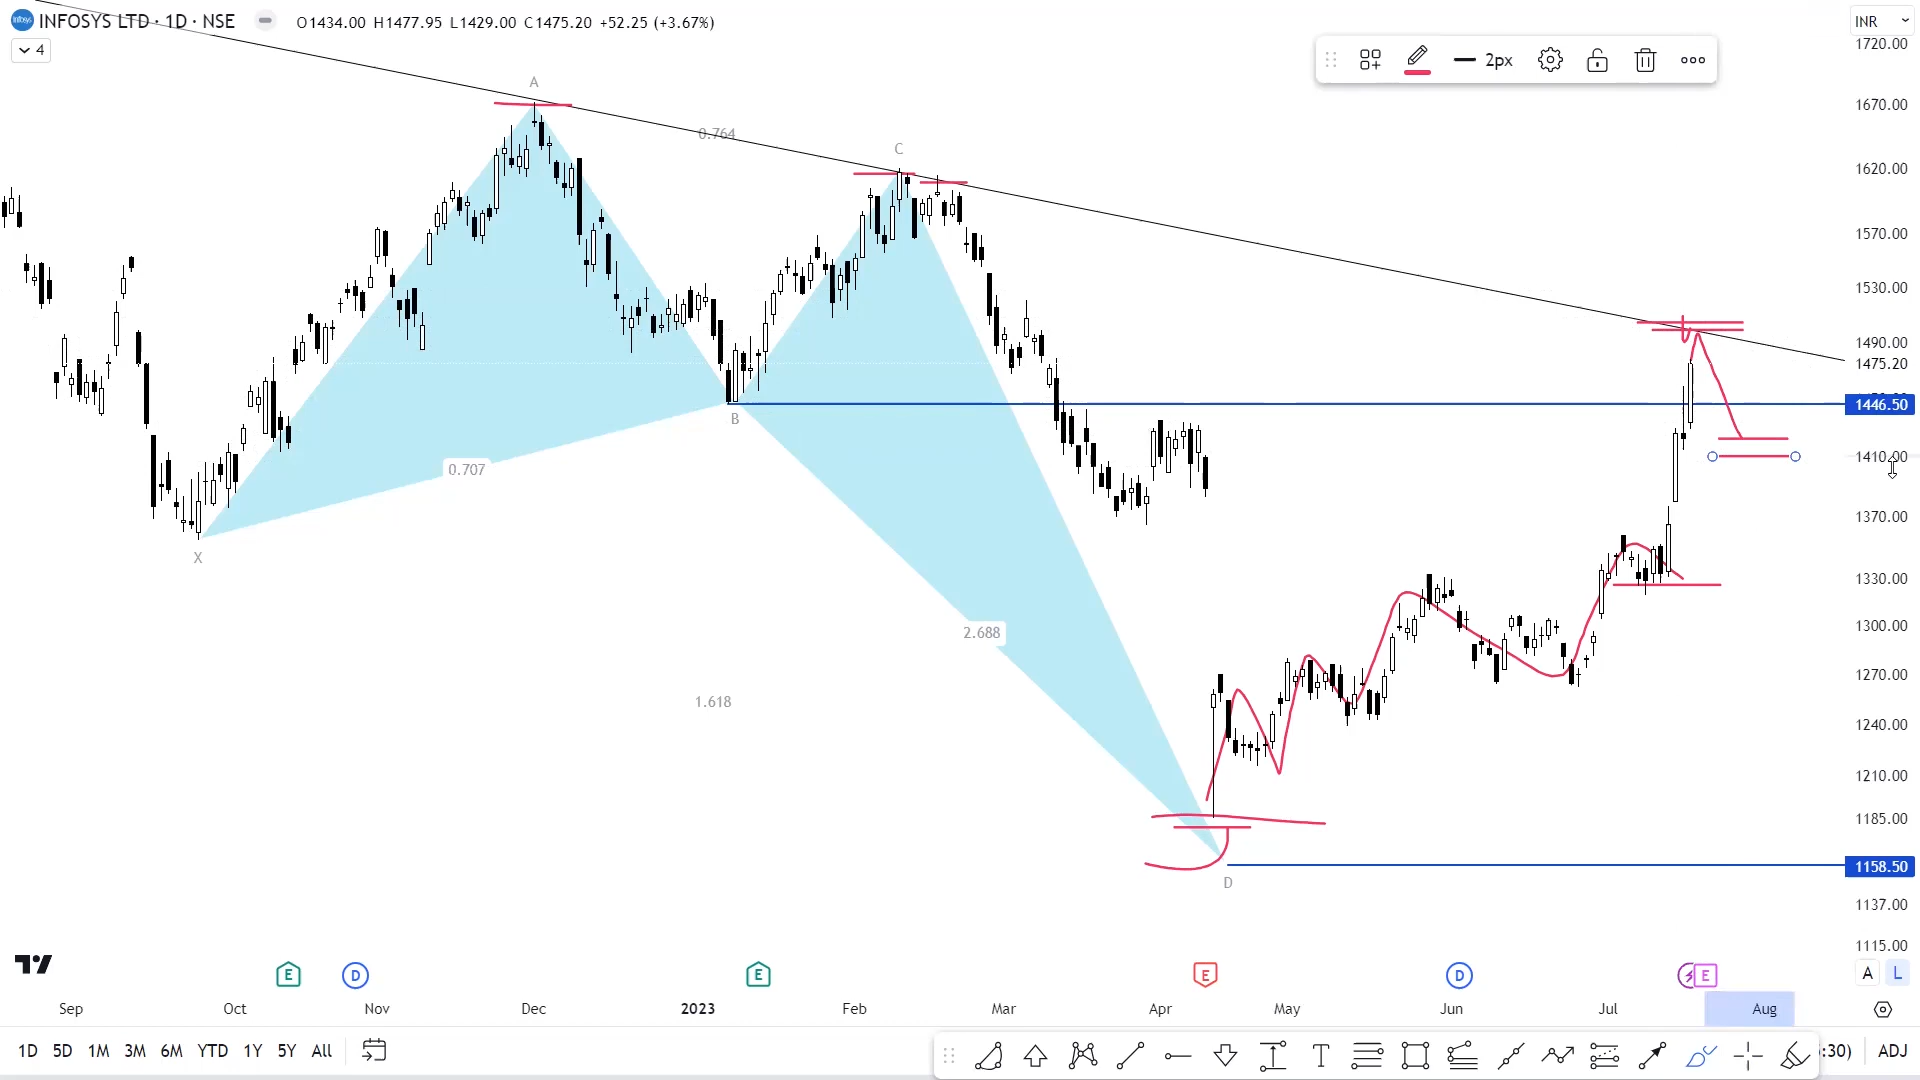 INFOSYS LTD · 1D · NSE O1434.00 H1477.95 L1429.00 C1475.20 +52.25 (+3.67%)
INR
4
2px
1720.00
A
1670.00
0.764
C
1620.00
1570.00
1530.00
1490.00
1475.20
1446.50
B
1410.00
0.707
1370.00
X
1330.00
1300.00
2.688
1270.00
1.618
1240.00
1210.00
1185.00
1158.50
D
1137.00
1115.00
E D E E D E
A L
Sep Oct Nov Dec 2023 Feb Mar Apr May Jun Jul Aug
1D 5D 1M 3M 6M YTD 1Y 5Y All
T
:30) ADJ